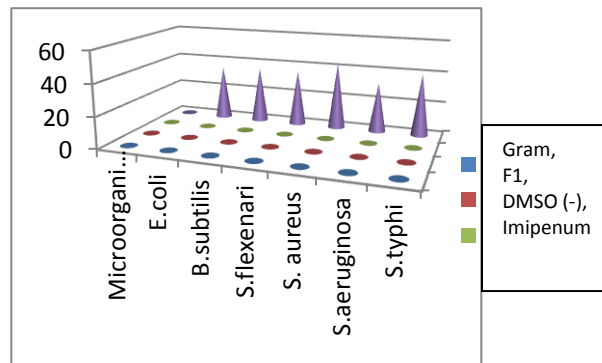 60
40
20
0
Microorgani...
E.coli
B.subtilis
S.flexenari
S. aureus
S.aeruginosa
S.typhi
Gram,
F1,
DMSO (-),
Imipenum